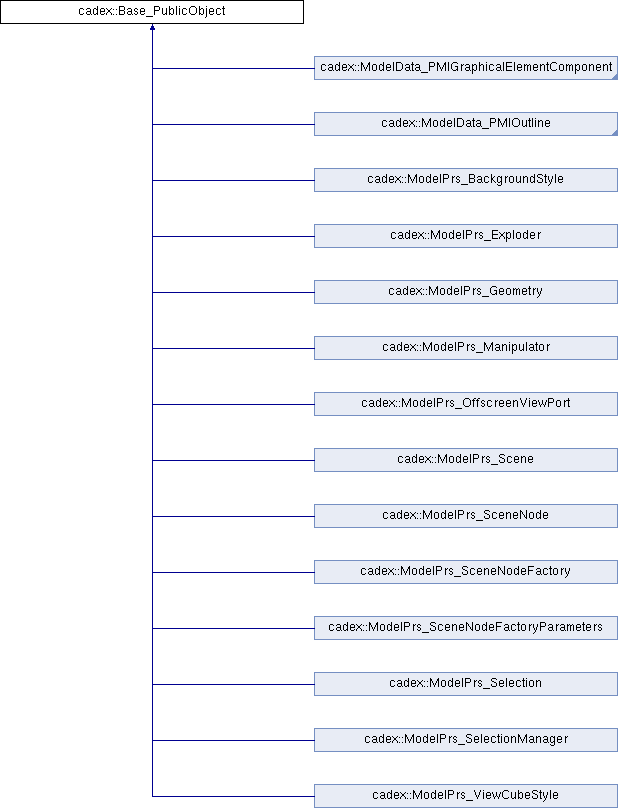 cadex::Base_PublicObject
cadex::ModelData_PMIGraphicalElementComponent
cadex::ModelData_PMIOutline
cadex::ModelPrs_BackgroundStyle
cadex::ModelPrs_Exploder
cadex::ModelPrs_Geometry
cadex::ModelPrs_Manipulator
cadex::ModelPrs_OffscreenViewPort
cadex::ModelPrs_Scene
cadex::ModelPrs_SceneNode
cadex::ModelPrs_SceneNodeFactory
cadex::ModelPrs_SceneNodeFactoryParameters
cadex::ModelPrs_Selection
cadex::ModelPrs_SelectionManager
cadex::ModelPrs_ViewCubeStyle